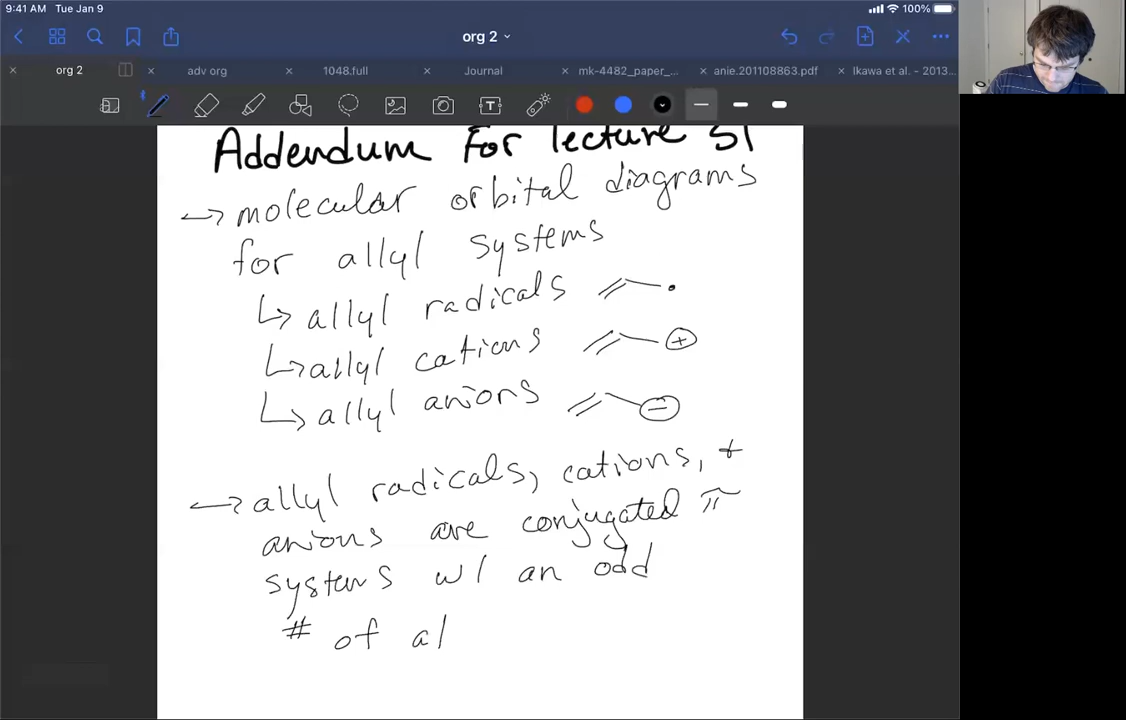 9:41 AM Tue Jan 9
100%
org 2
org 2
adv org
1048.full
Journal
mk-4482_paper_...
anie.201108863.pdf
Ikawa et al. - 2013...
Addendum for lecture 31
↪ molecular orbital diagrams
for allyl systems
↳ allyl radicals
↳ allyl cations +
↳ allyl anions −
↪ allyl radicals, cations, +
anions are conjugated π
systems w/ an odd
# of al